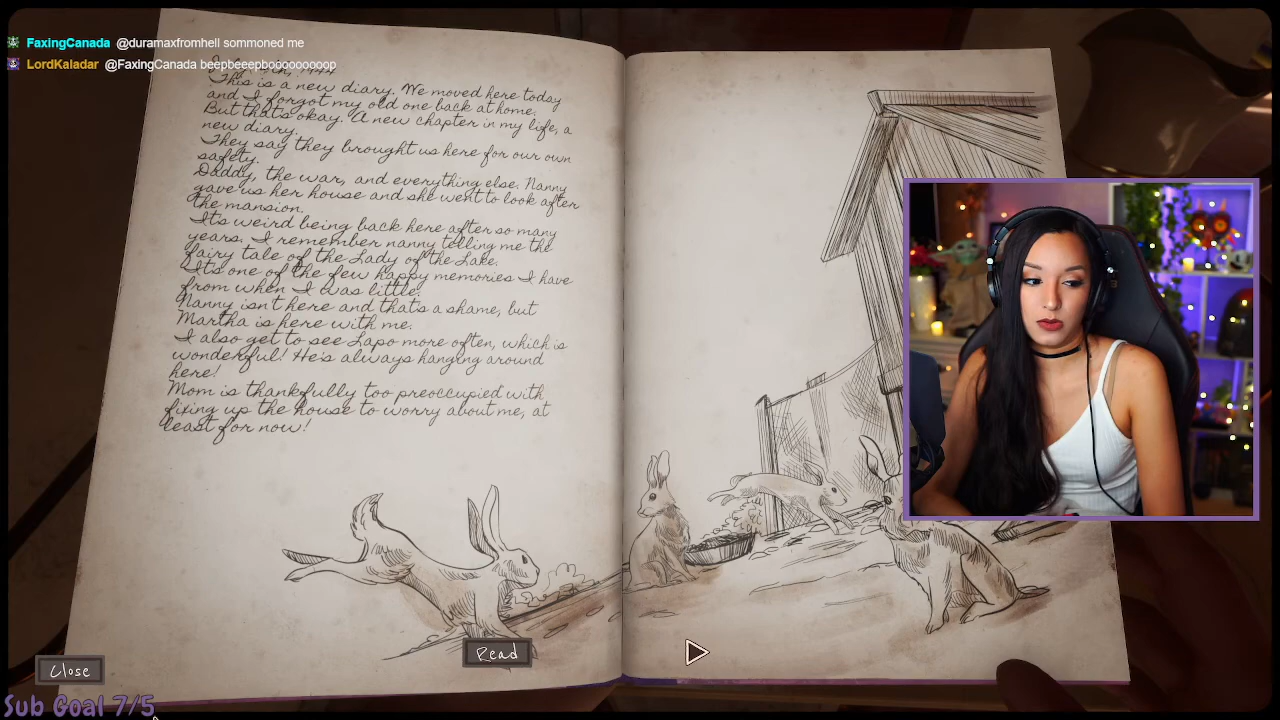 FaxingCanada @duramaxfromhell summoned me
LordKaladar @FaxingCanada beepbeeepboooooooop
This is a new diary. We moved here today
and I forgot my old one back at home.
But that's okay. A new chapter in my life, a
new diary.
They say they brought us here for our own
safety.
Daddy, the war, and everything else. Nanny
gave us her house and she went to look after
the mansion.
It's weird being back here after so many
years. I remember nanny telling me the
fairy tale of the Lady of the Lake.
It's one of the few happy memories I have
from when I was little.
Nanny isn't here and that's a shame, but
Martha is here with me.
I also get to see Lapo more often, which is
wonderful! He's always hanging around
here!
Mom is thankfully too preoccupied with
fixing up the house to worry about me, at
least for now!
Read
Close
Sub Goal 7/5